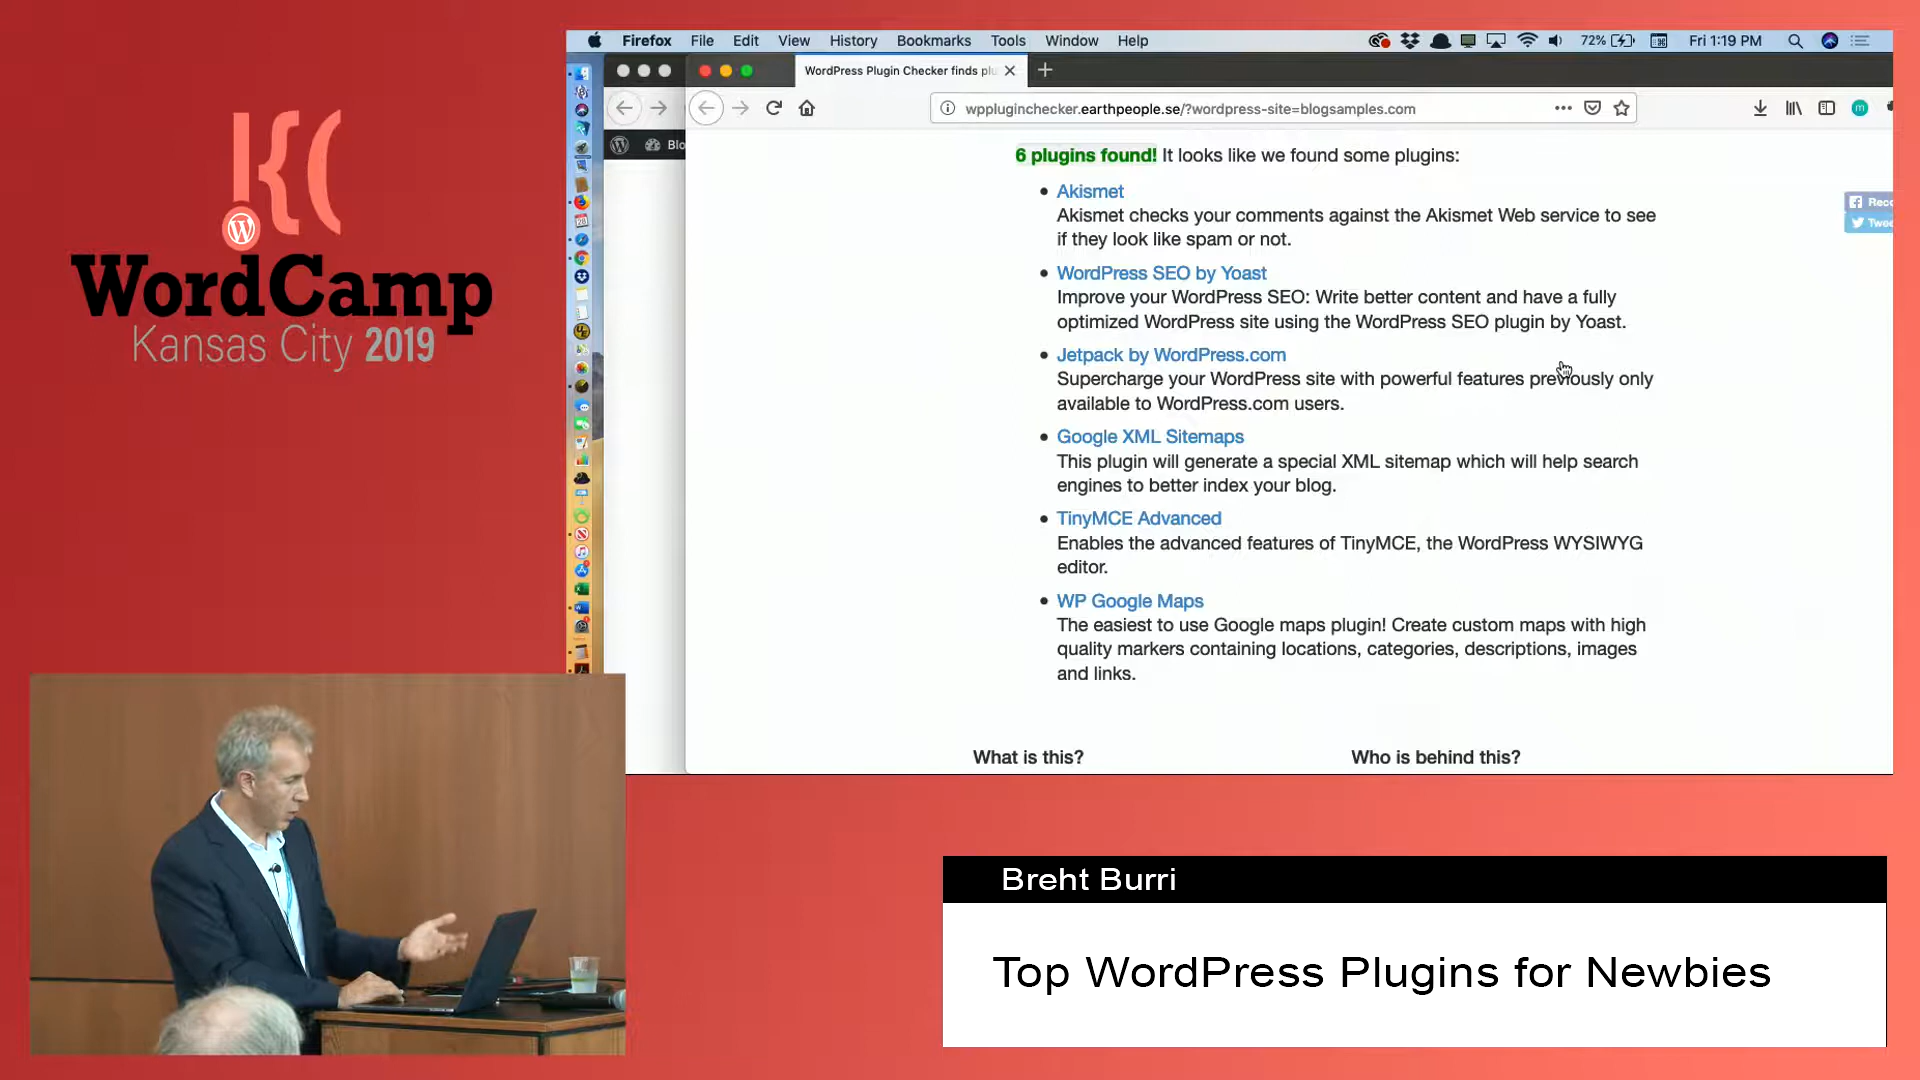 K(
WordCamp
Kansas City 2019
Firefox File Edit View History Bookmarks Tools Window Help
72%
Fri 1:19 PM
WordPress Plugin Checker finds plu
wpplugincheck​er.earthpeople.se/?wordpress-site=blogsamples.com
Blo
6 plugins found! It looks like we found some plugins:
Akismet
Akismet checks your comments against the Akismet Web service to see
if they look like spam or not.
WordPress SEO by Yoast
Improve your WordPress SEO: Write better content and have a fully
optimized WordPress site using the WordPress SEO plugin by Yoast.
Jetpack by WordPress.com
Supercharge your WordPress site with powerful features previously only
available to WordPress.com users.
Google XML Sitemaps
This plugin will generate a special XML sitemap which will help search
engines to better index your blog.
TinyMCE Advanced
Enables the advanced features of TinyMCE, the WordPress WYSIWYG
editor.
WP Google Maps
The easiest to use Google maps plugin! Create custom maps with high
quality markers containing locations, categories, descriptions, images
and links.
Reco
Twee
What is this?
Who is behind this?
Breht Burri
Top WordPress Plugins for Newbies